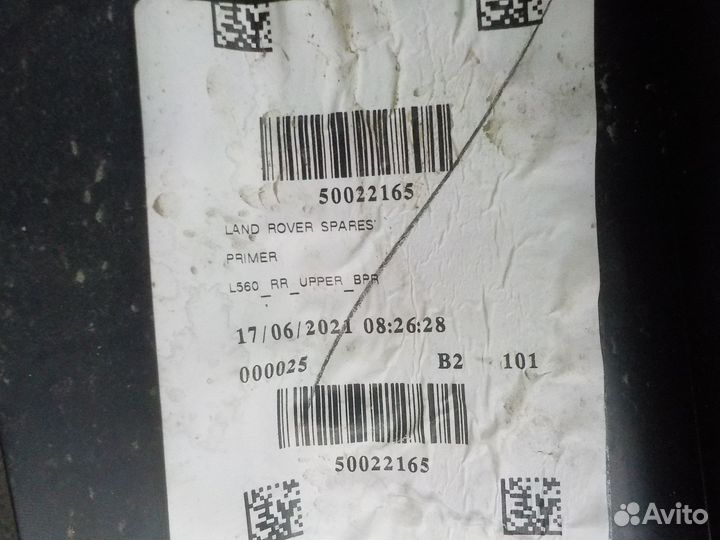 50022165
LAND ROVER SPARES
PRIMER
L560_RR_UPPER_BPR
17/06/2021 08:26:28
000025 B2 101
50022165
Avito